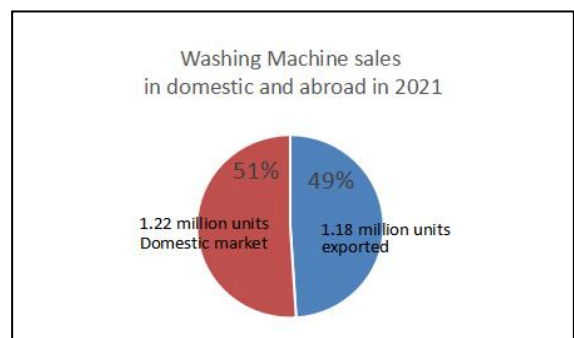 Washing Machine sales
in domestic and abroad in 2021
51%
49%
1.22 million units
Domestic market
1.18 million units
exported